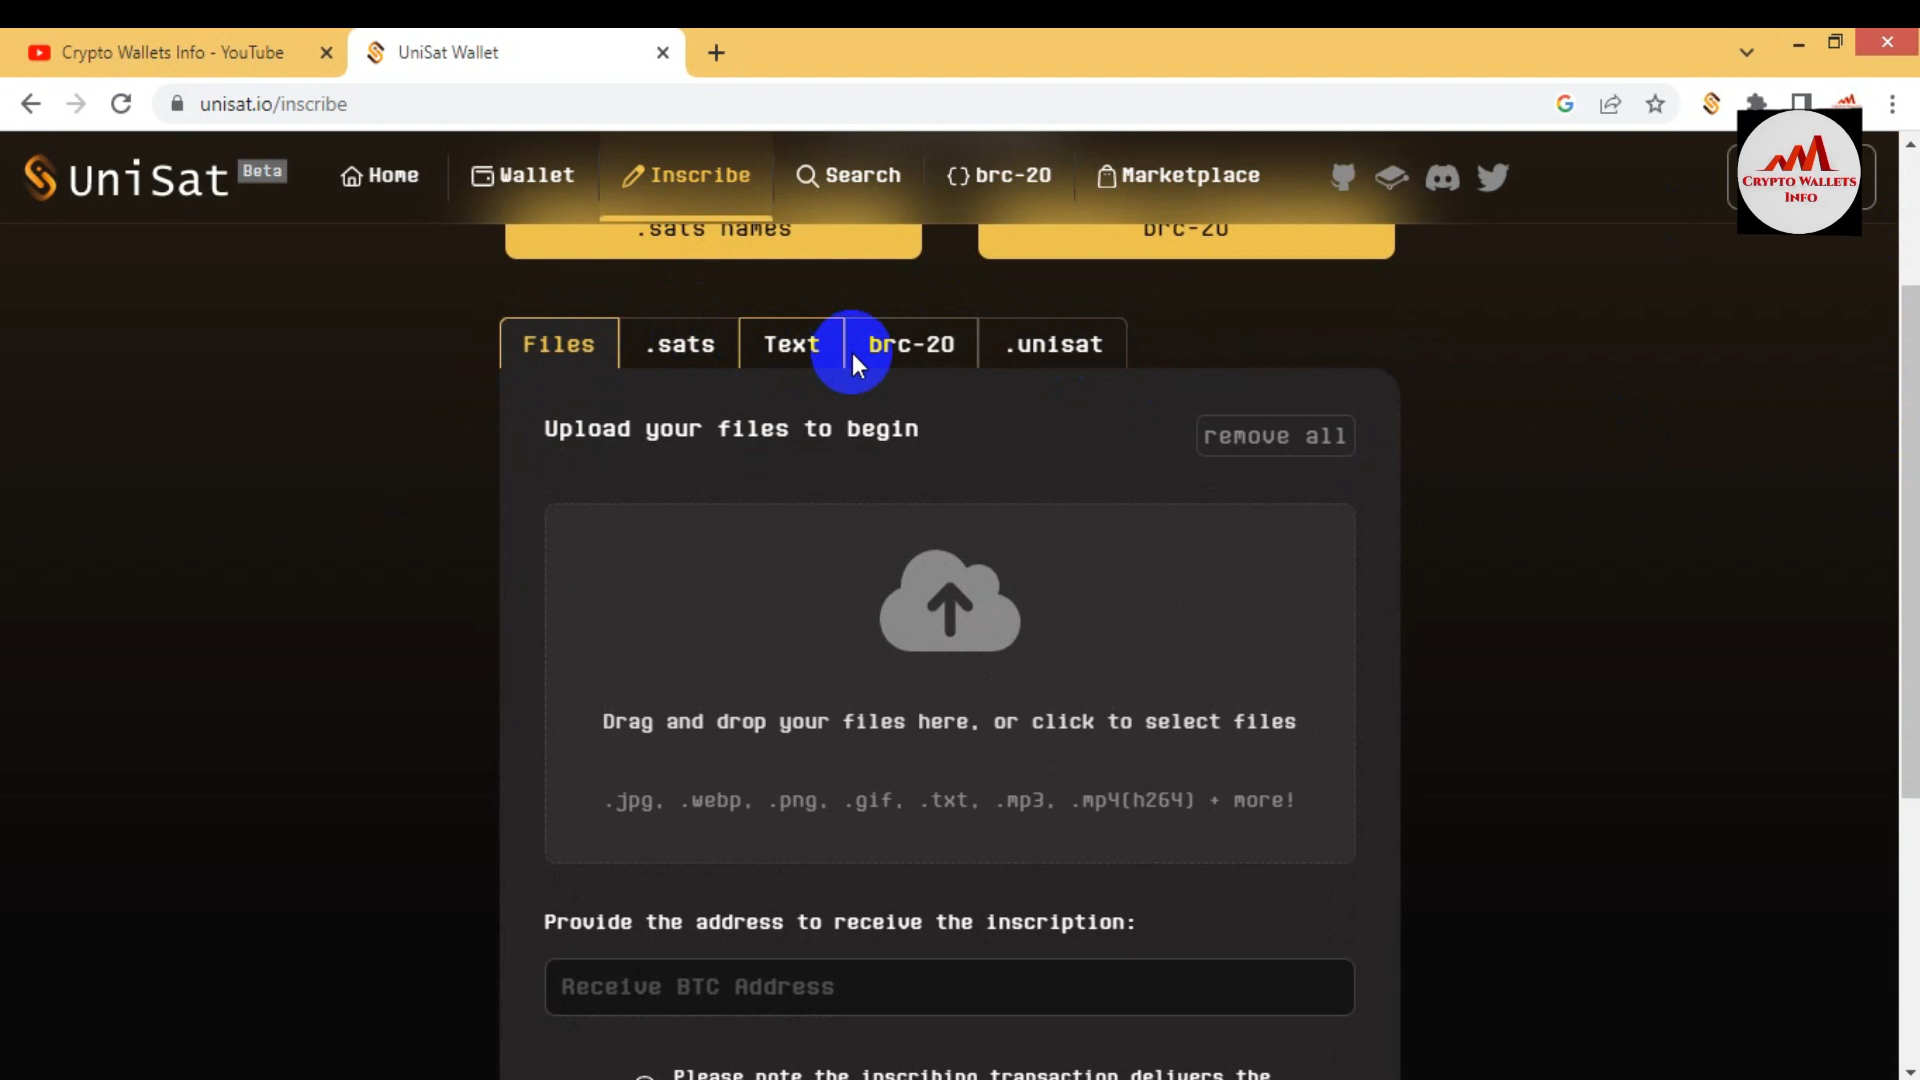 Crypto Wallets Info - YouTube
UniSat Wallet
unisat.io/inscribe
UniSat Beta
Home
Wallet
Inscribe
Search
brc-20
Marketplace
CRYPTO WALLETS
INFO
.sats names
brc-20
Files
.sats
Text
brc-20
.unisat
Upload your files to begin
remove all
Drag and drop your files here, or click to select files
.jpg, .webp, .png, .gif, .txt, .mp3, .mp4(h264) + more!
Provide the address to receive the inscription:
Receive BTC Address
Please note the inscribing transaction delivers the